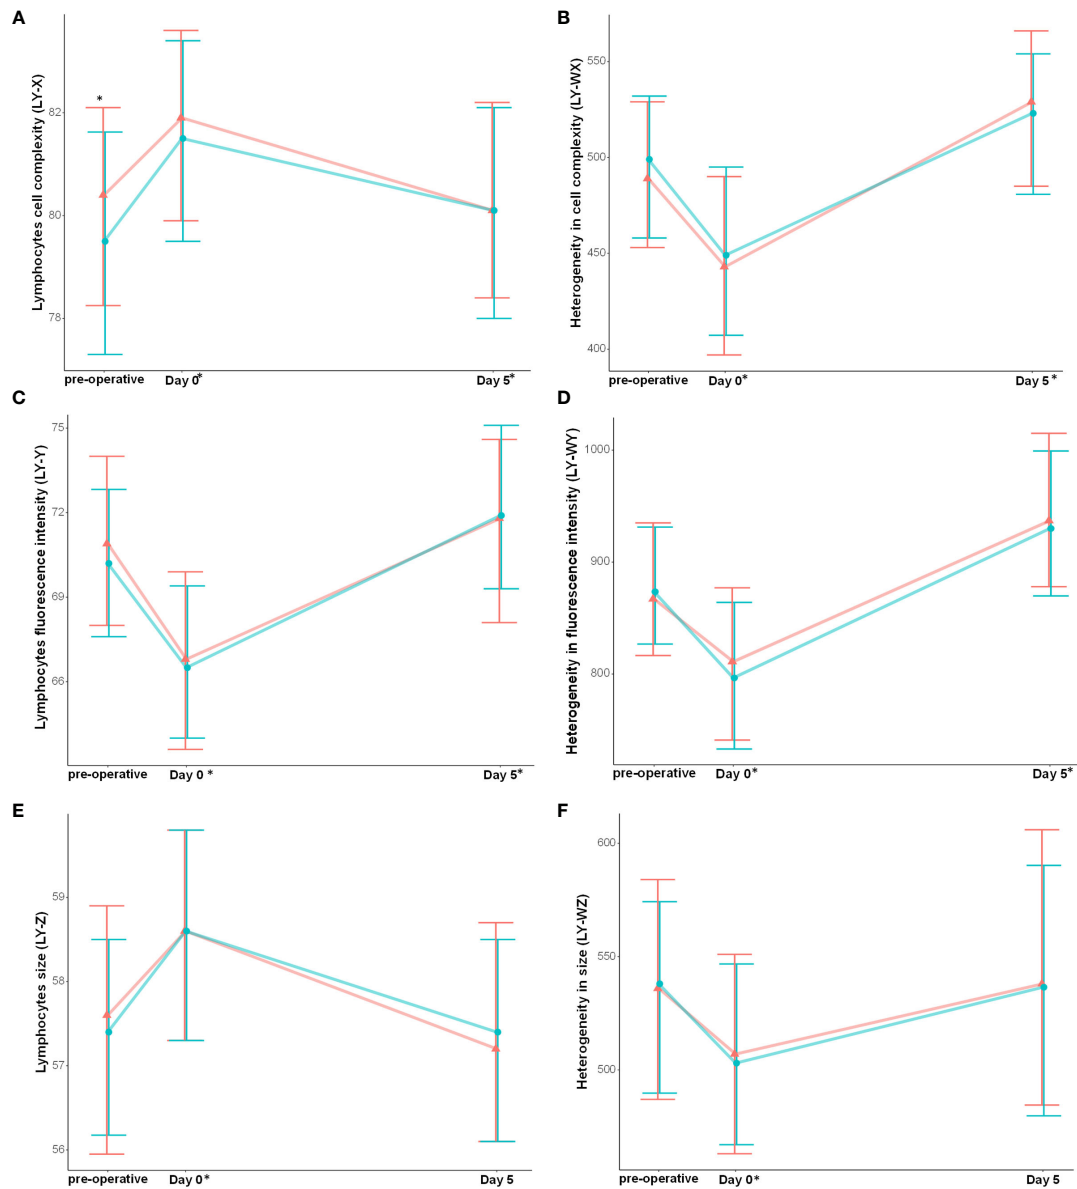 A
Lymphocytes cell complexity (LY-X)
82
80
78
*
pre-operative
Day 0*
Day 5*
B
Heterogeneity in cell complexity (LY-WX)
550
500
450
400
pre-operative
Day 0*
Day 5 *
C
Lymphocytes fluorescence intensity (LY-Y)
75
72
69
66
pre-operative
Day 0 *
Day 5*
D
Heterogeneity in fluorescence intensity (LY-WY)
1000
900
800
pre-operative
Day 0*
Day 5*
E
Lymphocytes size (LY-Z)
59
58
57
56
pre-operative
Day 0*
Day 5
F
Heterogeneity in size (LY-WZ)
600
550
500
pre-operative
Day 0*
Day 5